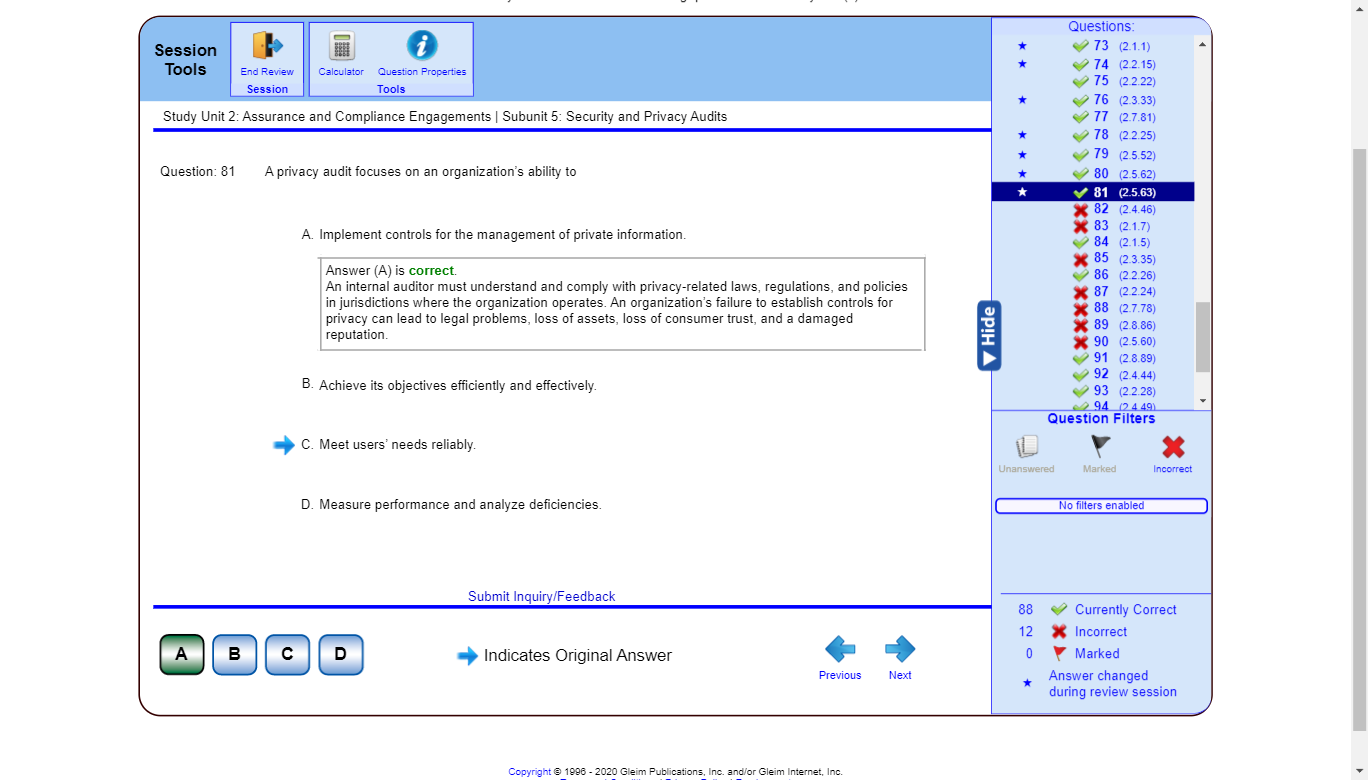 Session Tools
End Review
Session
Calculator
Question Properties
Tools
Study Unit 2: Assurance and Compliance Engagements | Subunit 5: Security and Privacy Audits
Question: 81 A privacy audit focuses on an organization's ability to
A. Implement controls for the management of private information.
Answer (A) is correct.
An internal auditor must understand and comply with privacy-related laws, regulations, and policies
in jurisdictions where the organization operates. An organization's failure to establish controls for
privacy can lead to legal problems, loss of assets, loss of consumer trust, and a damaged
reputation.
B. Achieve its objectives efficiently and effectively.
C. Meet users' needs reliably.
D. Measure performance and analyze deficiencies.
Submit Inquiry/Feedback
A B C D
Indicates Original Answer
Previous
Next
Hide
Questions:
73 (2.1.1)
74 (2.2.15)
75 (2.2.22)
76 (2.3.33)
77 (2.7.81)
78 (2.2.25)
79 (2.5.52)
80 (2.5.62)
81 (2.5.63)
82 (2.4.46)
83 (2.1.7)
84 (2.1.5)
85 (2.3.35)
86 (2.2.26)
87 (2.2.24)
88 (2.7.78)
89 (2.8.86)
90 (2.5.60)
91 (2.8.89)
92 (2.4.44)
93 (2.2.28)
94 (2.4.49)
Question Filters
Unanswered
Marked
Incorrect
No filters enabled
88 Currently Correct
12 Incorrect
0 Marked
Answer changed
during review session
Copyright © 1996 - 2020 Gleim Publications, Inc. and/or Gleim Internet, Inc.